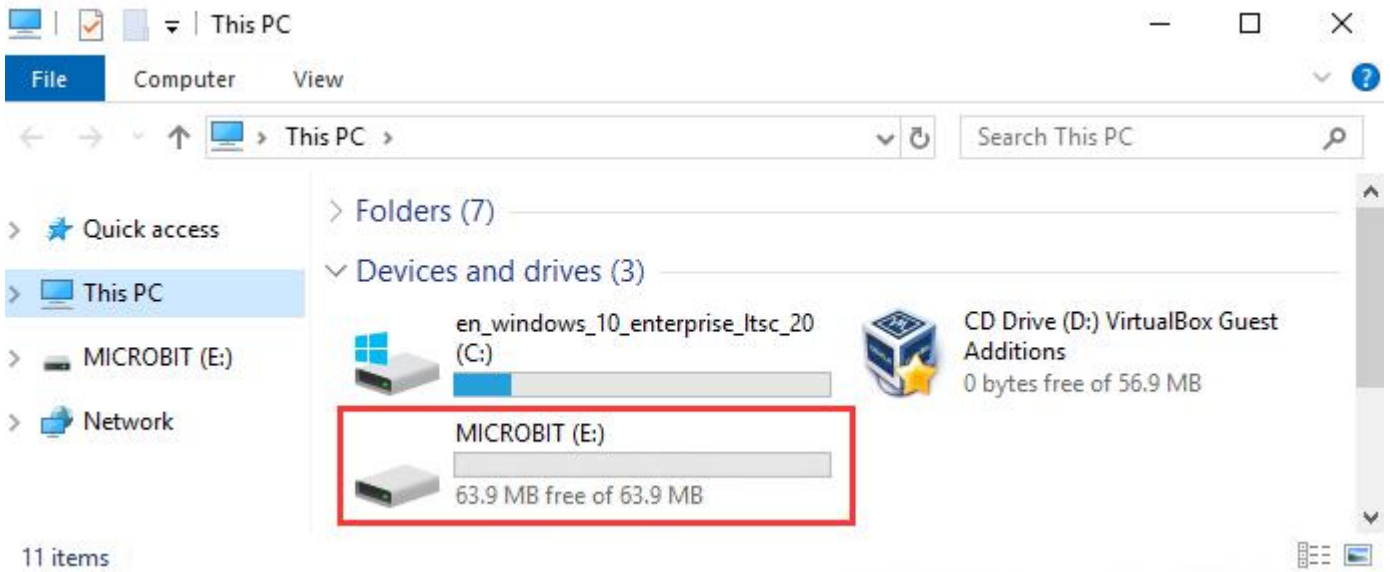 This PC
File Computer View
This PC
Search This PC
Quick access
This PC
MICROBIT (E:)
Network
Folders (7)
Devices and drives (3)
en_windows_10_enterprise_ltsc_20
(C:)
CD Drive (D:) VirtualBox Guest
Additions
0 bytes free of 56.9 MB
MICROBIT (E:)
63.9 MB free of 63.9 MB
11 items